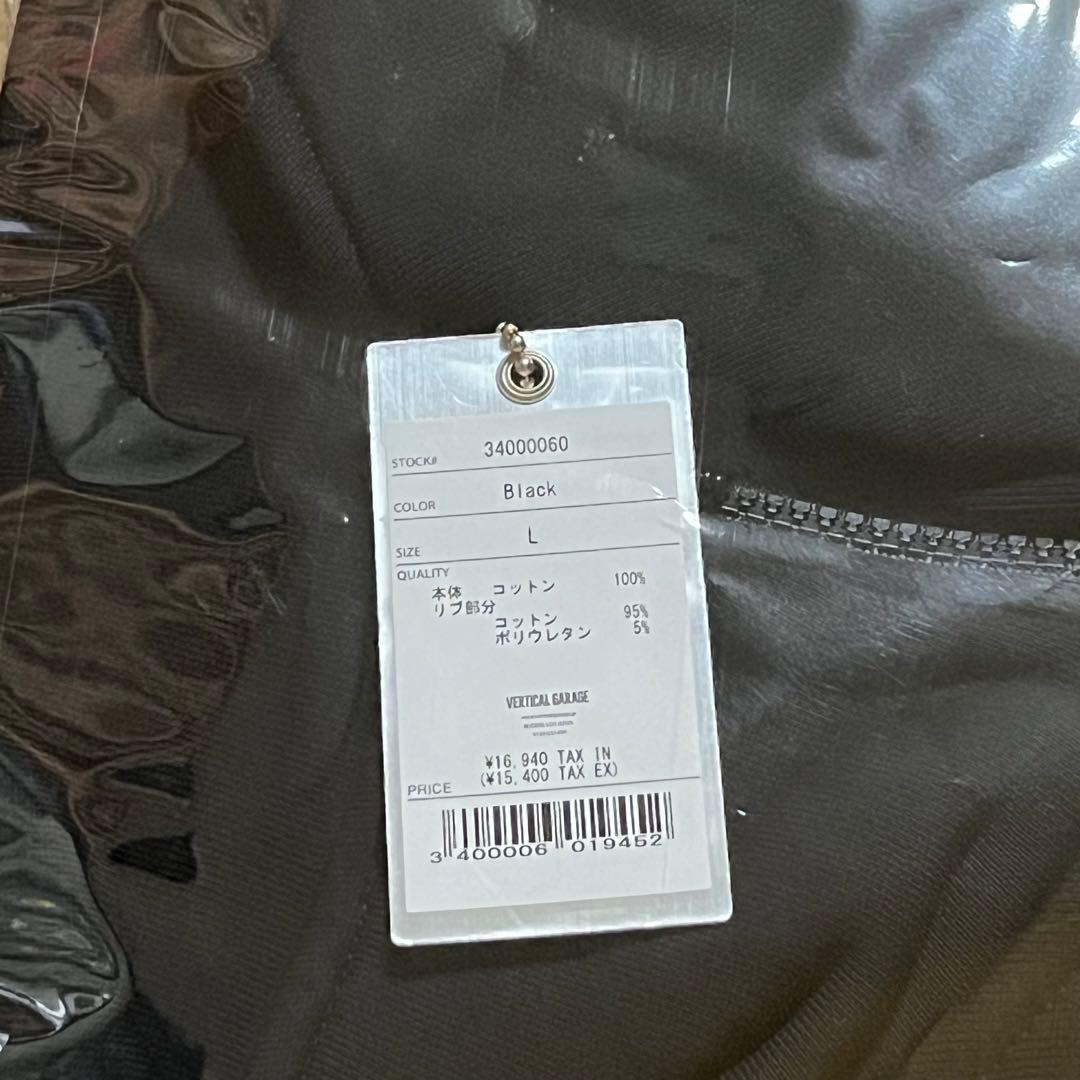 STOCK# 34000060
COLOR Black
SIZE L
QUALITY
本体 コットン 100%
リブ部分
コットン 95%
ポリウレタン 5%
VERTICAL GARAGE
¥16,940 TAX IN
PRICE (¥15,400 TAX EX)
3 400006 019452